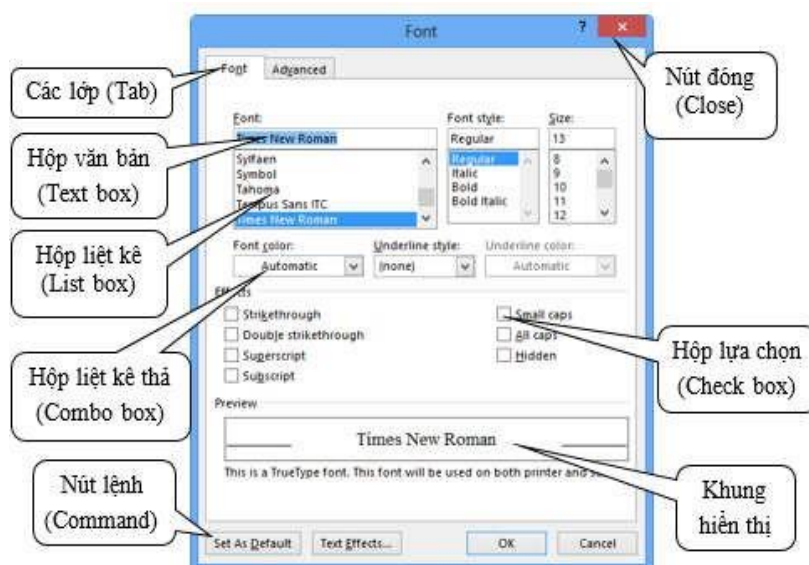 Font
?
Font
Advanced
Các lớp (Tab)
Nút đóng
(Close)
Font:
Font style:
Size:
Times New Roman
Regular
13
Hộp văn bản
(Text box)
Sylfaen
Symbol
Tahoma
Tempus Sans ITC
Times New Roman
Regular
Italic
Bold
Bold Italic
8
9
10
11
12
Hộp liệt kê
(List box)
Font color:
Underline style:
Underline color:
Automatic
(none)
Automatic
Effects
Strikethrough
Double strikethrough
Superscript
Subscript
Small caps
All caps
Hidden
Hộp liệt kê thả
(Combo box)
Hộp lựa chọn
(Check box)
Preview
Times New Roman
This is a TrueType font. This font will be used on both printer and
Nút lệnh
(Command)
Khung
hiển thị
Set As Default
Text Effects...
OK
Cancel